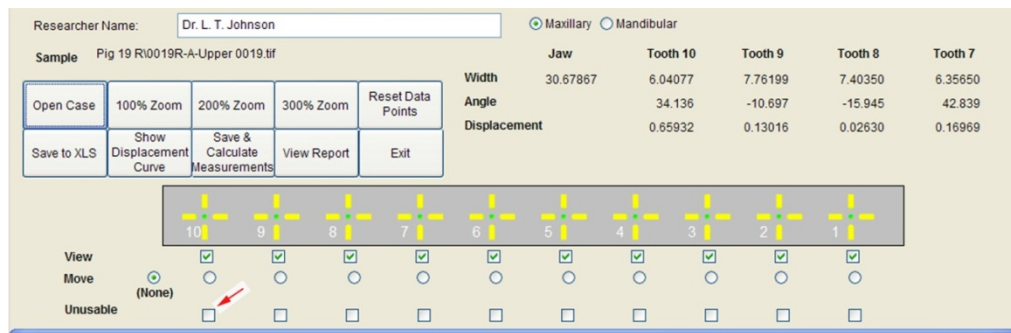 Researcher Name: Dr. L. T. Johnson Maxillary Mandibular
Sample Pig 19 R\0019R-A-Upper 0019.tif
Jaw Tooth 10 Tooth 9 Tooth 8 Tooth 7
Width 30.67867 6.04077 7.76199 7.40350 6.35650
Angle 34.136 -10.697 -15.945 42.839
Displacement 0.65932 0.13016 0.02630 0.16969
Open Case 100% Zoom 200% Zoom 300% Zoom Reset Data
Points
Save to XLS Show
Displacement
Curve Save &
Calculate
Measurements View Report Exit
10 9 8 7 6 5 4 3 2 1
View
Move (None)
Unusable